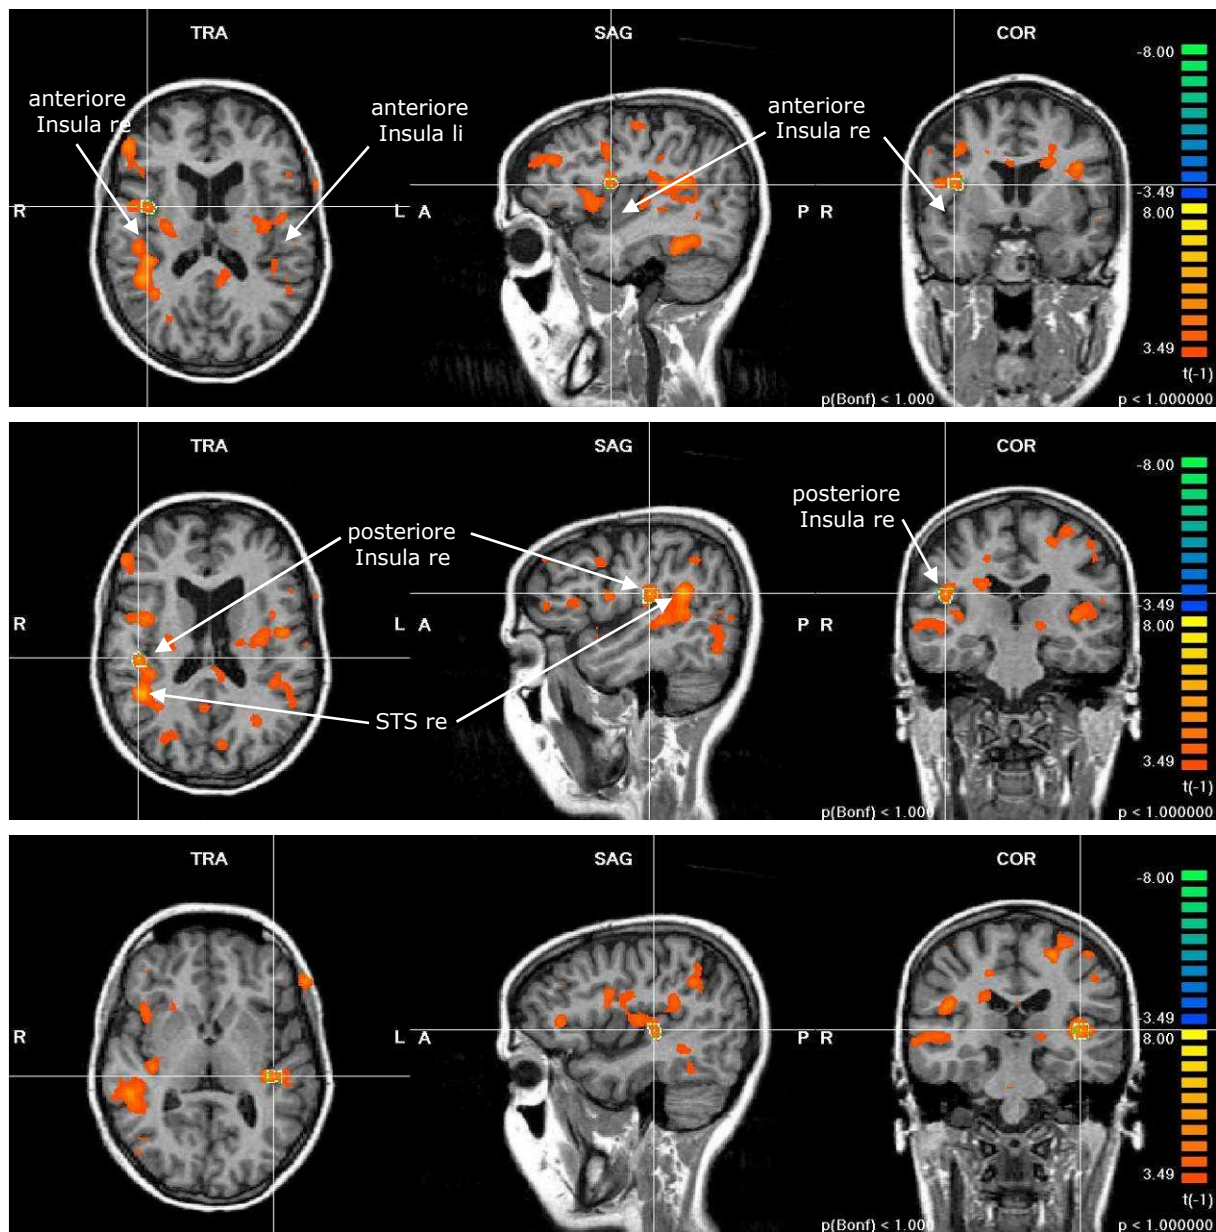 TRA
SAG
COR
anteriore
Insula re
anteriore
Insula li
anteriore
Insula re
R
L
A
P
R
-8.00
-3.49
8.00
3.49
t(-1)
p(Bonf) < 1.000
p < 1.000000
TRA
SAG
COR
posteriore
Insula re
posteriore
Insula re
R
L
A
P
R
STS re
-8.00
-3.49
8.00
3.49
t(-1)
p(Bonf) < 1.000
p < 1.000000
TRA
SAG
COR
R
L
A
P
R
-8.00
-3.49
8.00
3.49
t(-1)
p(Bonf) < 1.000
p < 1.000000